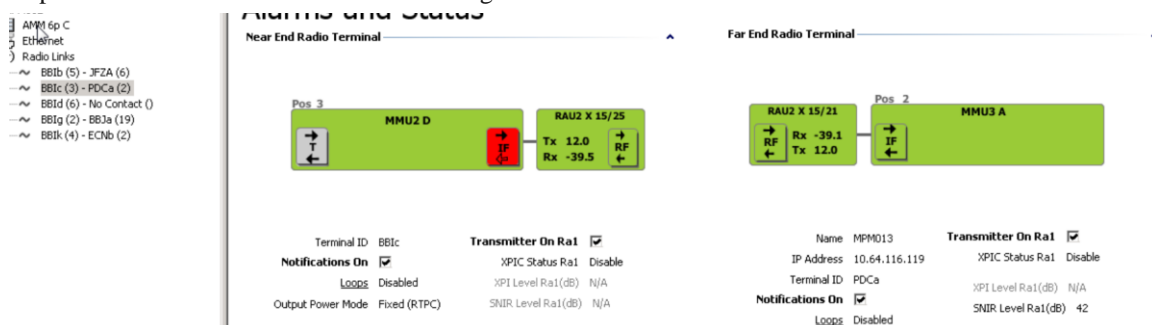 Alarms and Status
AMM 6p C
Ethernet
Radio Links
BBIb (5) - JFZA (6)
BBIc (3) - PDCa (2)
BBId (6) - No Contact ()
BBIg (2) - BBJa (19)
BBIk (4) - ECNb (2)
Near End Radio Terminal
Pos 3
MMU2 D
T
IF
RAU2 X 15/25
Tx 12.0
Rx -39.5
RF
Terminal ID BBIc
Notifications On
Loops Disabled
Output Power Mode Fixed (RTPC)
Transmitter On Ra1
XPIC Status Ra1 Disable
XPI Level Ra1(dB) N/A
SNIR Level Ra1(dB) N/A
Far End Radio Terminal
RAU2 X 15/21
RF
Rx -39.1
Tx 12.0
Pos 2
MMU3 A
IF
Name MPM013
IP Address 10.64.116.119
Terminal ID PDCa
Notifications On
Loops Disabled
Transmitter On Ra1
XPIC Status Ra1 Disable
XPI Level Ra1(dB) N/A
SNIR Level Ra1(dB) 42